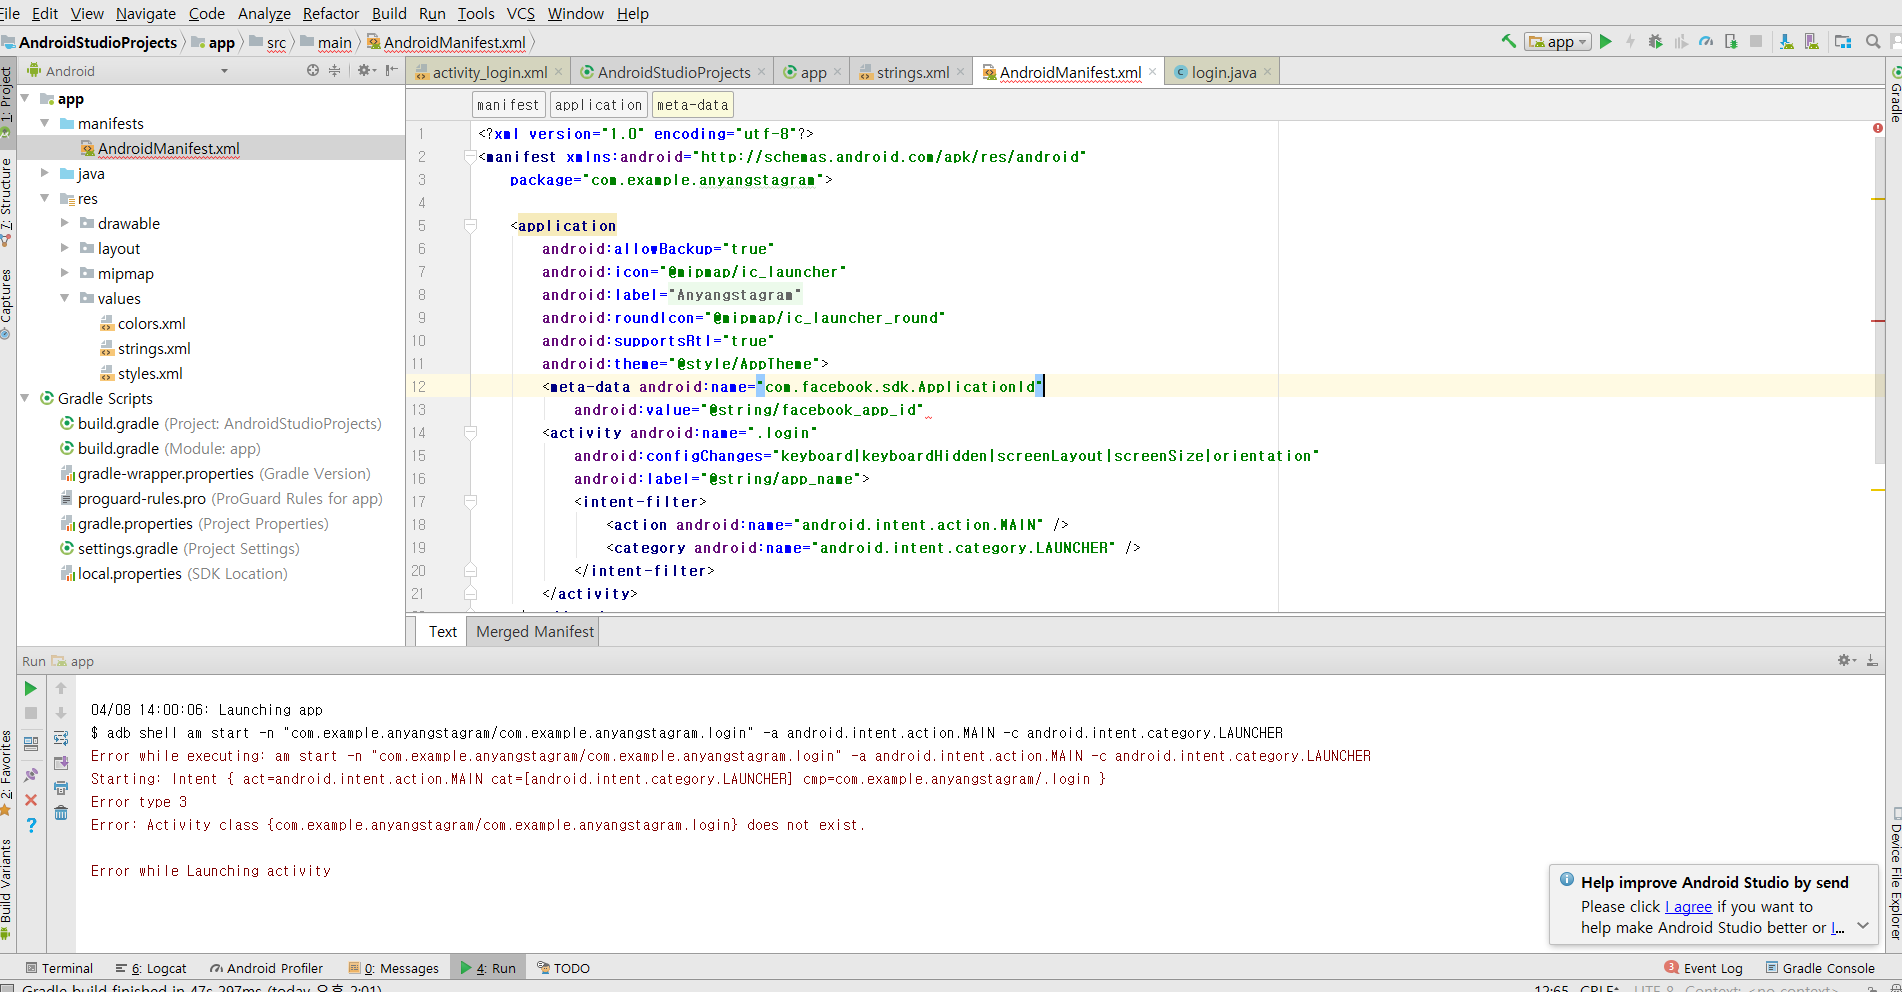 File Edit View Navigate Code Analyze Refactor Build Run Tools VCS Window Help
AndroidStudioProjects app src main AndroidManifest.xml app
1: Project
Z: Structure
Captures
2: Favorites
Build Variants
Android
app
manifests
AndroidManifest.xml
java
res
drawable
layout
mipmap
values
colors.xml
strings.xml
styles.xml
Gradle Scripts
build.gradle (Project: AndroidStudioProjects)
build.gradle (Module: app)
gradle-wrapper.properties (Gradle Version)
proguard-rules.pro (ProGuard Rules for app)
gradle.properties (Project Properties)
settings.gradle (Project Settings)
local.properties (SDK Location)
activity_login.xml AndroidStudioProjects app strings.xml AndroidManifest.xml login.java
manifest application meta-data
1 <?xml version="1.0" encoding="utf-8"?>
2 <manifest xmlns:android="http://schemas.android.com/apk/res/android"
3 package="com.example.anyangstagram">
4
5 <application
6 android:allowBackup="true"
7 android:icon="@mipmap/ic_launcher"
8 android:label="Anyangstagram"
9 android:roundIcon="@mipmap/ic_launcher_round"
10 android:supportsRtl="true"
11 android:theme="@style/AppTheme">
12 <meta-data android:name="com.facebook.sdk.ApplicationId"
13 android:value="@string/facebook_app_id"
14 <activity android:name=".login"
15 android:configChanges="keyboard|keyboardHidden|screenLayout|screenSize|orientation"
16 android:label="@string/app_name">
17 <intent-filter>
18 <action android:name="android.intent.action.MAIN" />
19 <category android:name="android.intent.category.LAUNCHER" />
20 </intent-filter>
21 </activity>
Text Merged Manifest
Gradle
Device File Explorer
Run app
04/08 14:00:06: Launching app
$ adb shell am start -n "com.example.anyangstagram/com.example.anyangstagram.login" -a android.intent.action.MAIN -c android.intent.category.LAUNCHER
Error while executing: am start -n "com.example.anyangstagram/com.example.anyangstagram.login" -a android.intent.action.MAIN -c android.intent.category.LAUNCHER
Starting: Intent { act=android.intent.action.MAIN cat=[android.intent.category.LAUNCHER] cmp=com.example.anyangstagram/.login }
Error type 3
Error: Activity class {com.example.anyangstagram/com.example.anyangstagram.login} does not exist.
Error while Launching activity
Help improve Android Studio by send
Please click I agree if you want to
help make Android Studio better or I...
Terminal 6: Logcat Android Profiler 0: Messages 4: Run TODO 3 Event Log Gradle Console
Gradle build finished in 47s 297ms (today 오후 2:01) 12:65 CRLF UTF-8 Context: <no context>